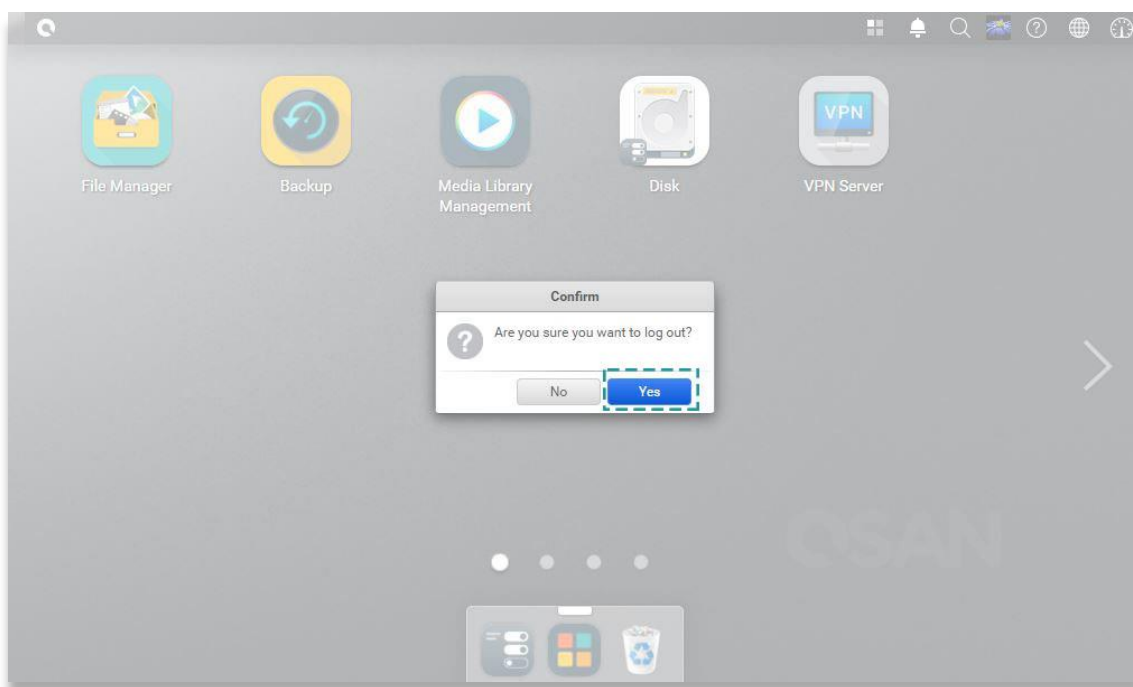 VPN
File Manager
Backup
Media Library
Management
Disk
VPN Server
Confirm
?
Are you sure you want to log out?
No
Yes
QSAN